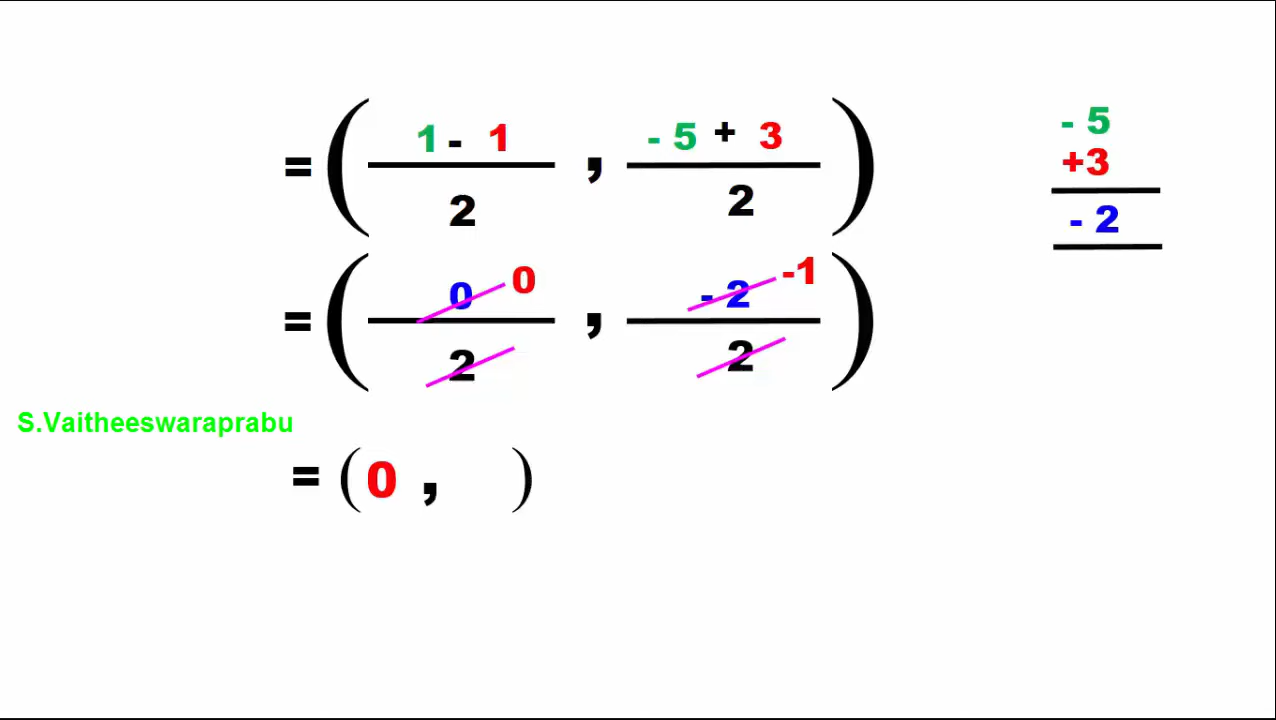 = ( 1 - 1 / 2 , - 5 + 3 / 2 )
- 5
+3
- 2
= ( 0 0 / 2 , - 2 -1 / 2 )
S.Vaitheeswaraprabu
= ( 0 , )